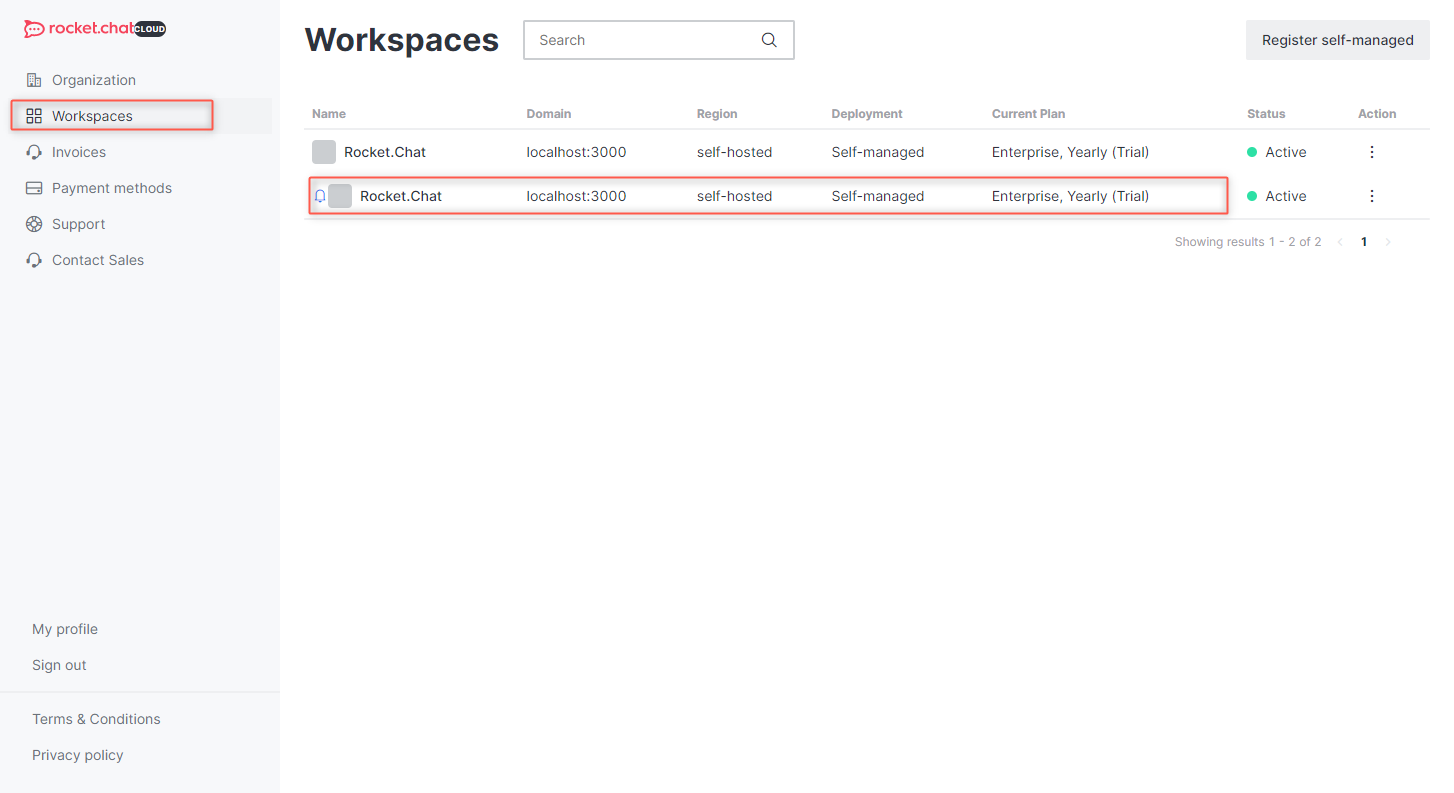 rocket.chat CLOUD
Organization
Workspaces
Invoices
Payment methods
Support
Contact Sales
My profile
Sign out
Terms & Conditions
Privacy policy
Workspaces
Search
Register self-managed
Name Domain Region Deployment Current Plan Status Action
Rocket.Chat localhost:3000 self-hosted Self-managed Enterprise, Yearly (Trial) Active
Rocket.Chat localhost:3000 self-hosted Self-managed Enterprise, Yearly (Trial) Active
Showing results 1 - 2 of 2 < 1 >